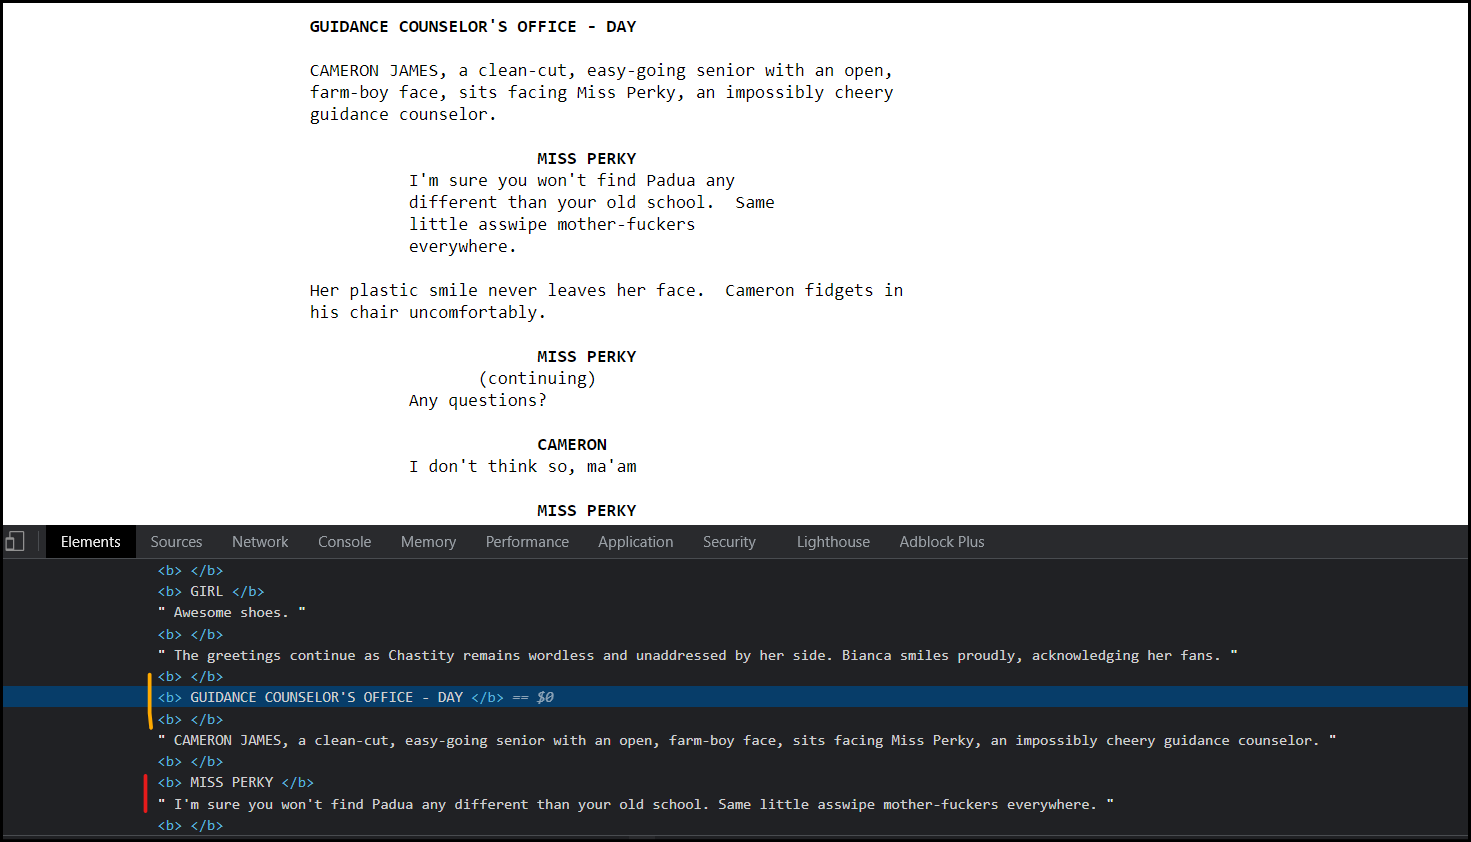 GUIDANCE COUNSELOR'S OFFICE - DAY
CAMERON JAMES, a clean-cut, easy-going senior with an open,
farm-boy face, sits facing Miss Perky, an impossibly cheery
guidance counselor.
MISS PERKY
I'm sure you won't find Padua any
different than your old school.  Same
little asswipe mother-fuckers
everywhere.
Her plastic smile never leaves her face.  Cameron fidgets in
his chair uncomfortably.
MISS PERKY
(continuing)
Any questions?
CAMERON
I don't think so, ma'am
MISS PERKY
Elements Sources Network Console Memory Performance Application Security Lighthouse Adblock Plus
<b> </b>
<b> GIRL </b>
" Awesome shoes. "
<b> </b>
" The greetings continue as Chastity remains wordless and unaddressed by her side. Bianca smiles proudly, acknowledging her fans. "
<b> </b>
<b> GUIDANCE COUNSELOR'S OFFICE - DAY </b> == $0
<b> </b>
" CAMERON JAMES, a clean-cut, easy-going senior with an open, farm-boy face, sits facing Miss Perky, an impossibly cheery guidance counselor. "
<b> </b>
<b> MISS PERKY </b>
" I'm sure you won't find Padua any different than your old school. Same little asswipe mother-fuckers everywhere. "
<b> </b>